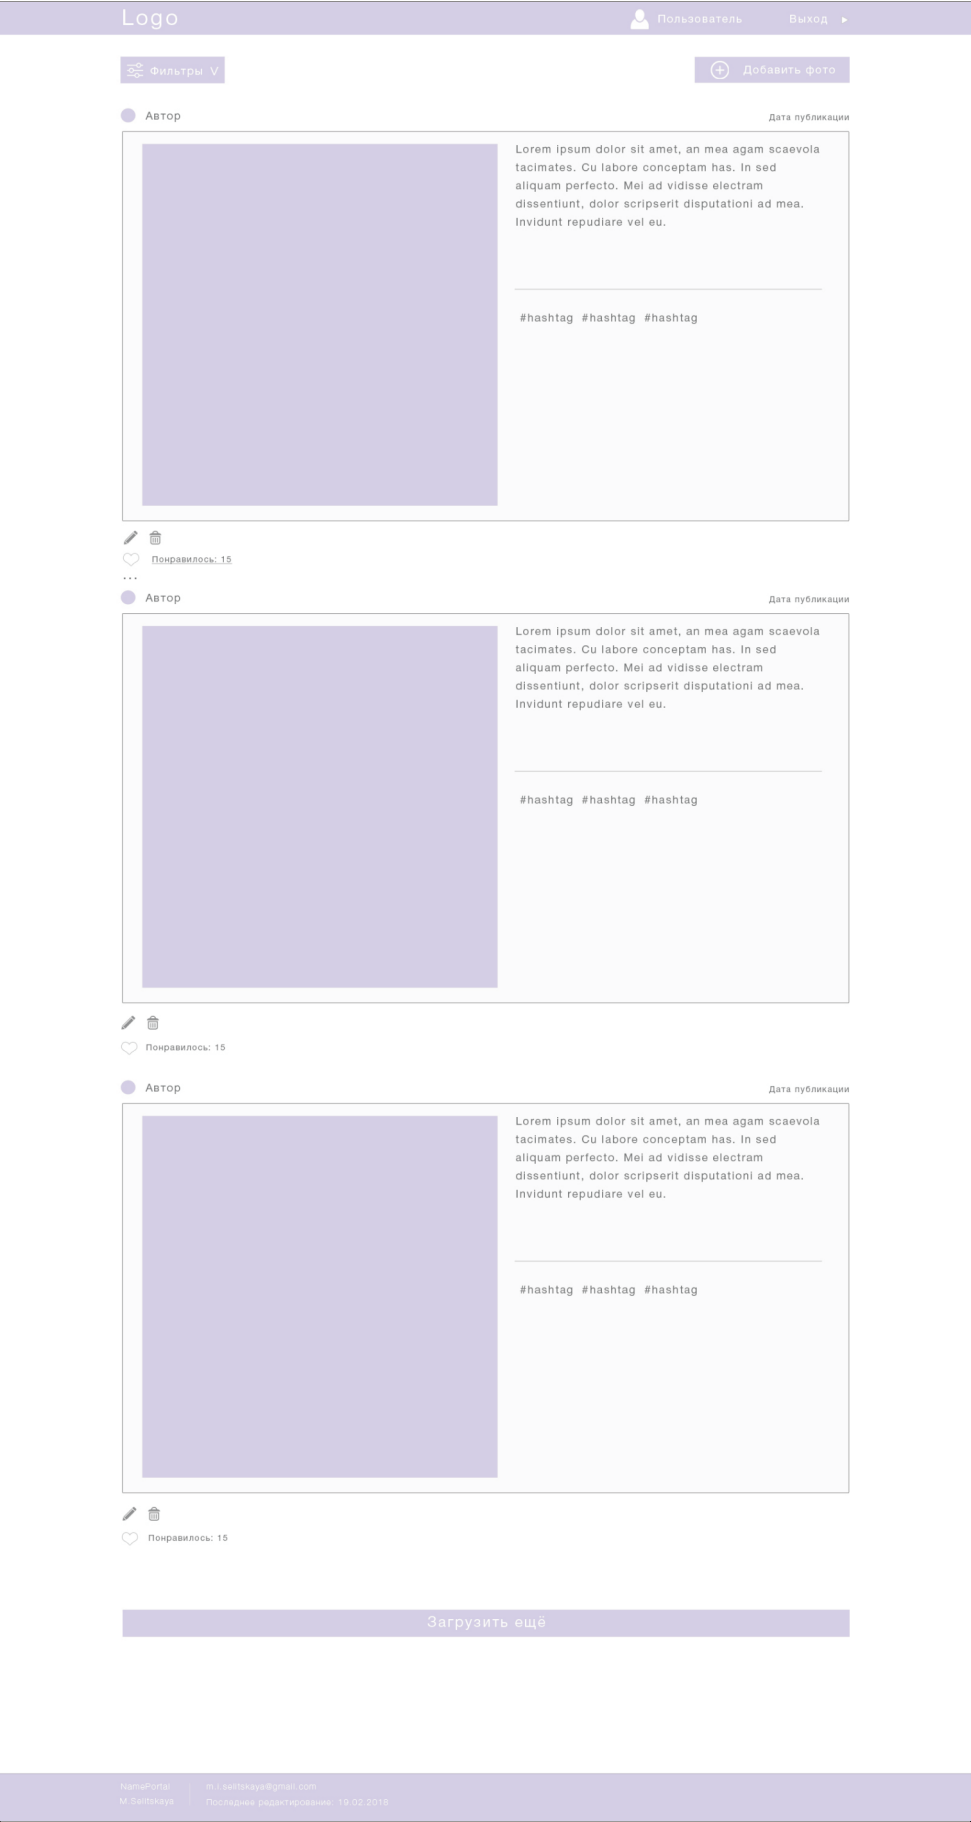 Logo
Пользователь
Выход
Фильтры V
Добавить фото
Автор
Дата публикации
Lorem ipsum dolor sit amet, an mea agam scaevola
tacimates. Cu labore conceptam has. In sed
aliquam perfecto. Mei ad vidisse electram
dissentiunt, dolor scripserit disputationi ad mea.
Invidunt repudiare vel eu.
#hashtag #hashtag #hashtag
Понравилось: 15
...
Автор
Дата публикации
Lorem ipsum dolor sit amet, an mea agam scaevola
tacimates. Cu labore conceptam has. In sed
aliquam perfecto. Mei ad vidisse electram
dissentiunt, dolor scripserit disputationi ad mea.
Invidunt repudiare vel eu.
#hashtag #hashtag #hashtag
Понравилось: 15
Автор
Дата публикации
Lorem ipsum dolor sit amet, an mea agam scaevola
tacimates. Cu labore conceptam has. In sed
aliquam perfecto. Mei ad vidisse electram
dissentiunt, dolor scripserit disputationi ad mea.
Invidunt repudiare vel eu.
#hashtag #hashtag #hashtag
Понравилось: 15
Загрузить ещё
NamePortal
M.Selitskaya
m.i.selitskaya@gmail.com
Последнее редактирование: 19.02.2018